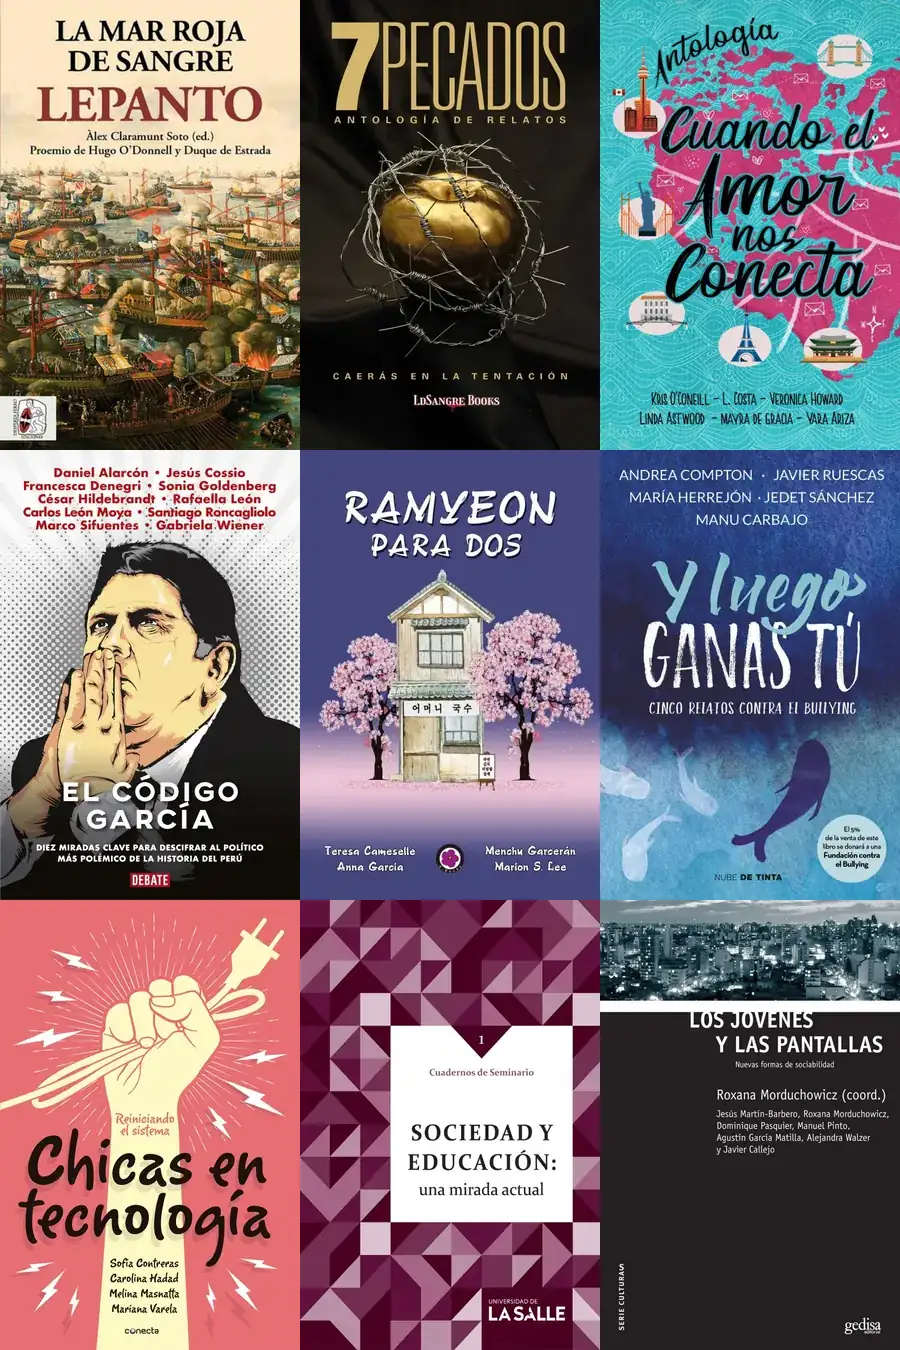 LA MAR ROJA
DE SANGRE
LEPANTO
Àlex Claramunt Soto (ed.)
Proemio de Hugo O'Donnell y Duque de Estrada
7 PECADOS
ANTOLOGÍA DE RELATOS
CAERÁS EN LA TENTACIÓN
LDSANGRE BOOKS
Antología
Cuando el
Amor
nos
Conecta
KRIS O'CONEILL - L. COSTA - VERÓNICA HOWARD
LINDA ASTWOOD - MAYRA DE GRACIA - YARA ARIZA
Daniel Alarcón • Jesús Cossio
Francesca Denegri • Sonia Goldenberg
César Hildebrandt • Rafaella León
Carlos León Moya • Santiago Roncagliolo
Marco Sifuentes • Gabriela Wiener
EL CÓDIGO
GARCÍA
DIEZ MIRADAS CLAVE PARA DESCIFRAR AL POLÍTICO
MÁS POLÉMICO DE LA HISTORIA DEL PERÚ
DEBATE
RAMYEON
PARA DOS
어머니 국수
Teresa Cameselle
Anna García
Menchu Garcerán
Marion S. Lee
ANDREA COMPTON · JAVIER RUESCAS
MARÍA HERREJÓN · JEDET SÁNCHEZ
MANU CARBAJO
Y luego
GANAS TÚ
CINCO RELATOS CONTRA EL BULLYING
El 5%
de la venta de este
libro se donará a una
Fundación contra
el Bullying
NUBE DE TINTA
Reiniciando
el sistema
Chicas en
tecnología
Sofía Contreras
Carolina Hadad
Melina Masnatta
Mariana Varela
conecta
1
Cuadernos de Seminario
SOCIEDAD Y
EDUCACIÓN:
una mirada actual
UNIVERSIDAD DE
LA SALLE
LOS JÓVENES
Y LAS PANTALLAS
Nuevas formas de sociabilidad
Roxana Morduchowicz (coord.)
Jesús Martín-Barbero, Roxana Morduchowicz,
Dominique Pasquier, Manuel Pinto,
Agustín García Matilla, Alejandra Walzer
y Javier Callejo
SERIE CULTURAS
gedisa
editorial